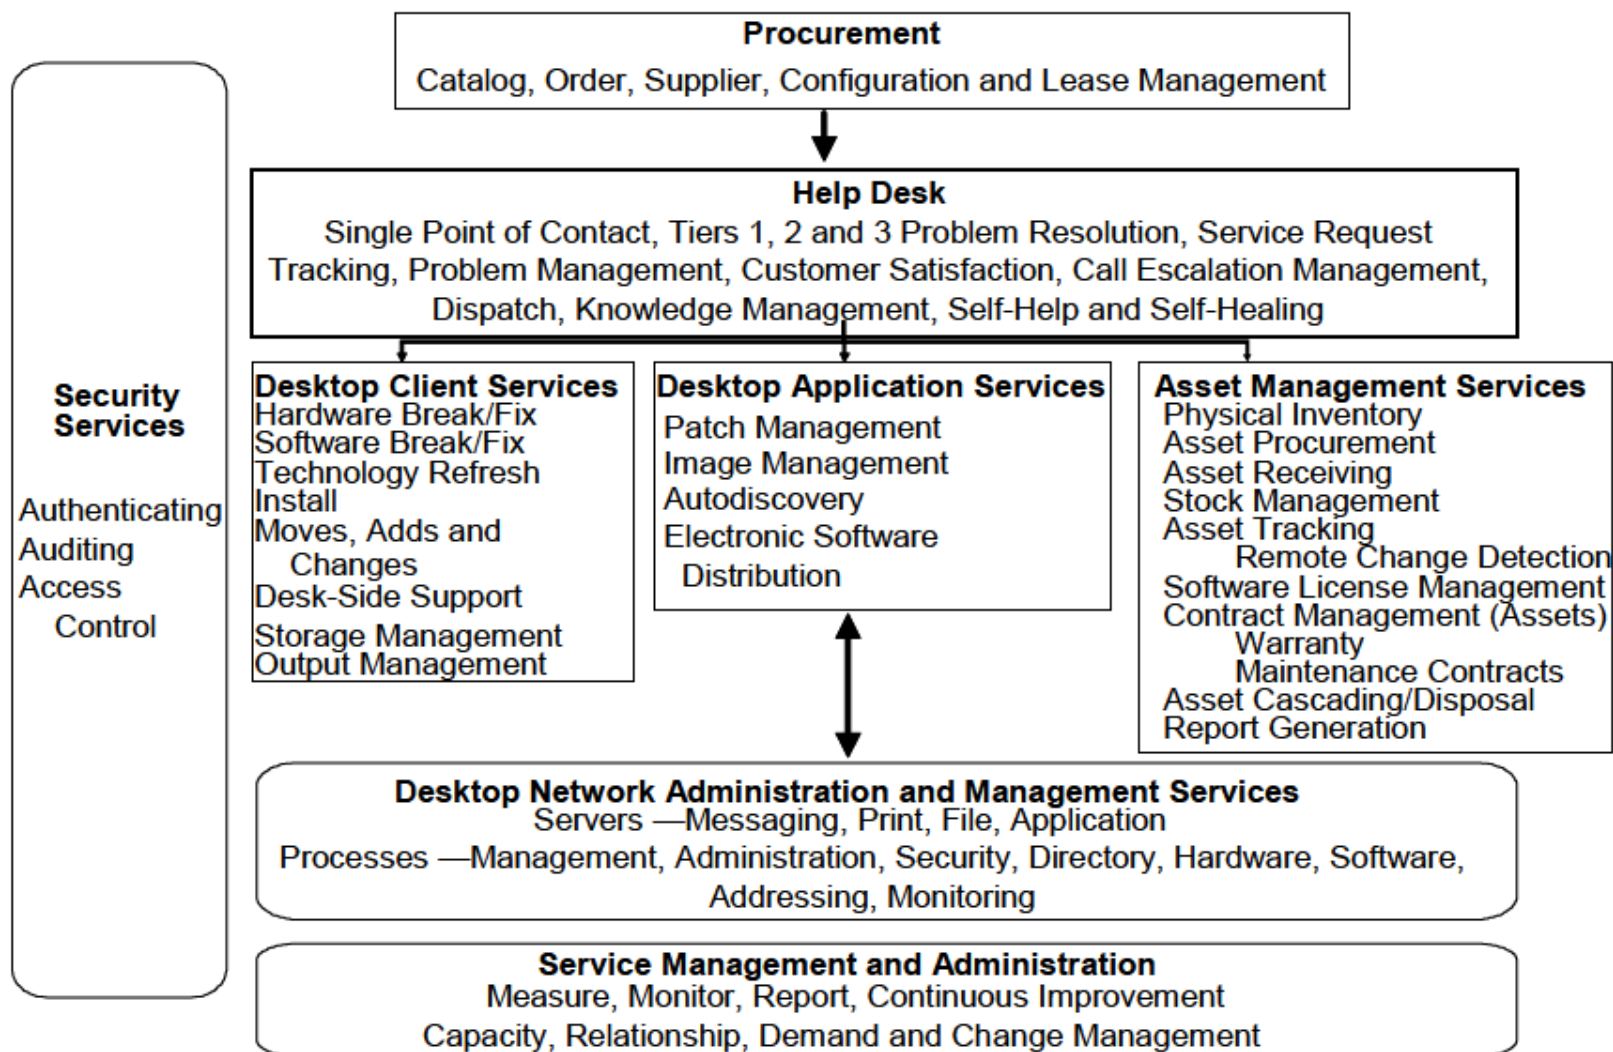 Procurement
Catalog, Order, Supplier, Configuration and Lease Management
Help Desk
Single Point of Contact, Tiers 1, 2 and 3 Problem Resolution, Service Request
Tracking, Problem Management, Customer Satisfaction, Call Escalation Management,
Dispatch, Knowledge Management, Self-Help and Self-Healing
Security
Services
Authenticating
Auditing
Access
Control
Desktop Client Services
Hardware Break/Fix
Software Break/Fix
Technology Refresh
Install
Moves, Adds and
Changes
Desk-Side Support
Storage Management
Output Management
Desktop Application Services
Patch Management
Image Management
Autodiscovery
Electronic Software
Distribution
Asset Management Services
Physical Inventory
Asset Procurement
Asset Receiving
Stock Management
Asset Tracking
Remote Change Detection
Software License Management
Contract Management (Assets)
Warranty
Maintenance Contracts
Asset Cascading/Disposal
Report Generation
Desktop Network Administration and Management Services
Servers —Messaging, Print, File, Application
Processes —Management, Administration, Security, Directory, Hardware, Software,
Addressing, Monitoring
Service Management and Administration
Measure, Monitor, Report, Continuous Improvement
Capacity, Relationship, Demand and Change Management